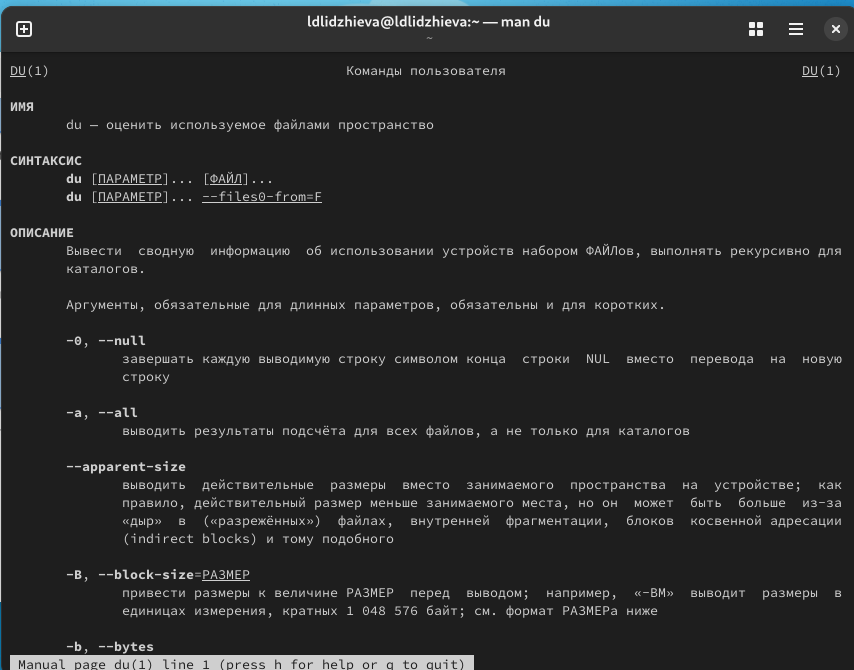 ldlidzhieva@ldlidzhieva:~ — man du
~
DU(1) Команды пользователя DU(1)
ИМЯ
du — оценить используемое файлами пространство
СИНТАКСИС
du [ПАРАМЕТР]... [ФАЙЛ]...
du [ПАРАМЕТР]... --files0-from=F
ОПИСАНИЕ
Вывести сводную информацию об использовании устройств набором ФАЙЛов, выполнять рекурсивно для
каталогов.
Аргументы, обязательные для длинных параметров, обязательны и для коротких.
-0, --null
завершать каждую выводимую строку символом конца строки NUL вместо перевода на новую
строку
-a, --all
выводить результаты подсчёта для всех файлов, а не только для каталогов
--apparent-size
выводить действительные размеры вместо занимаемого пространства на устройстве; как
правило, действительный размер меньше занимаемого места, но он может быть больше из-за
«дыр» в («разрежённых») файлах, внутренней фрагментации, блоков косвенной адресации
(indirect blocks) и тому подобного
-B, --block-size=РАЗМЕР
привести размеры к величине РАЗМЕР перед выводом; например, «-BM» выводит размеры в
единицах измерения, кратных 1 048 576 байт; см. формат РАЗМЕРа ниже
-b, --bytes
Manual page du(1) line 1 (press h for help or q to quit)